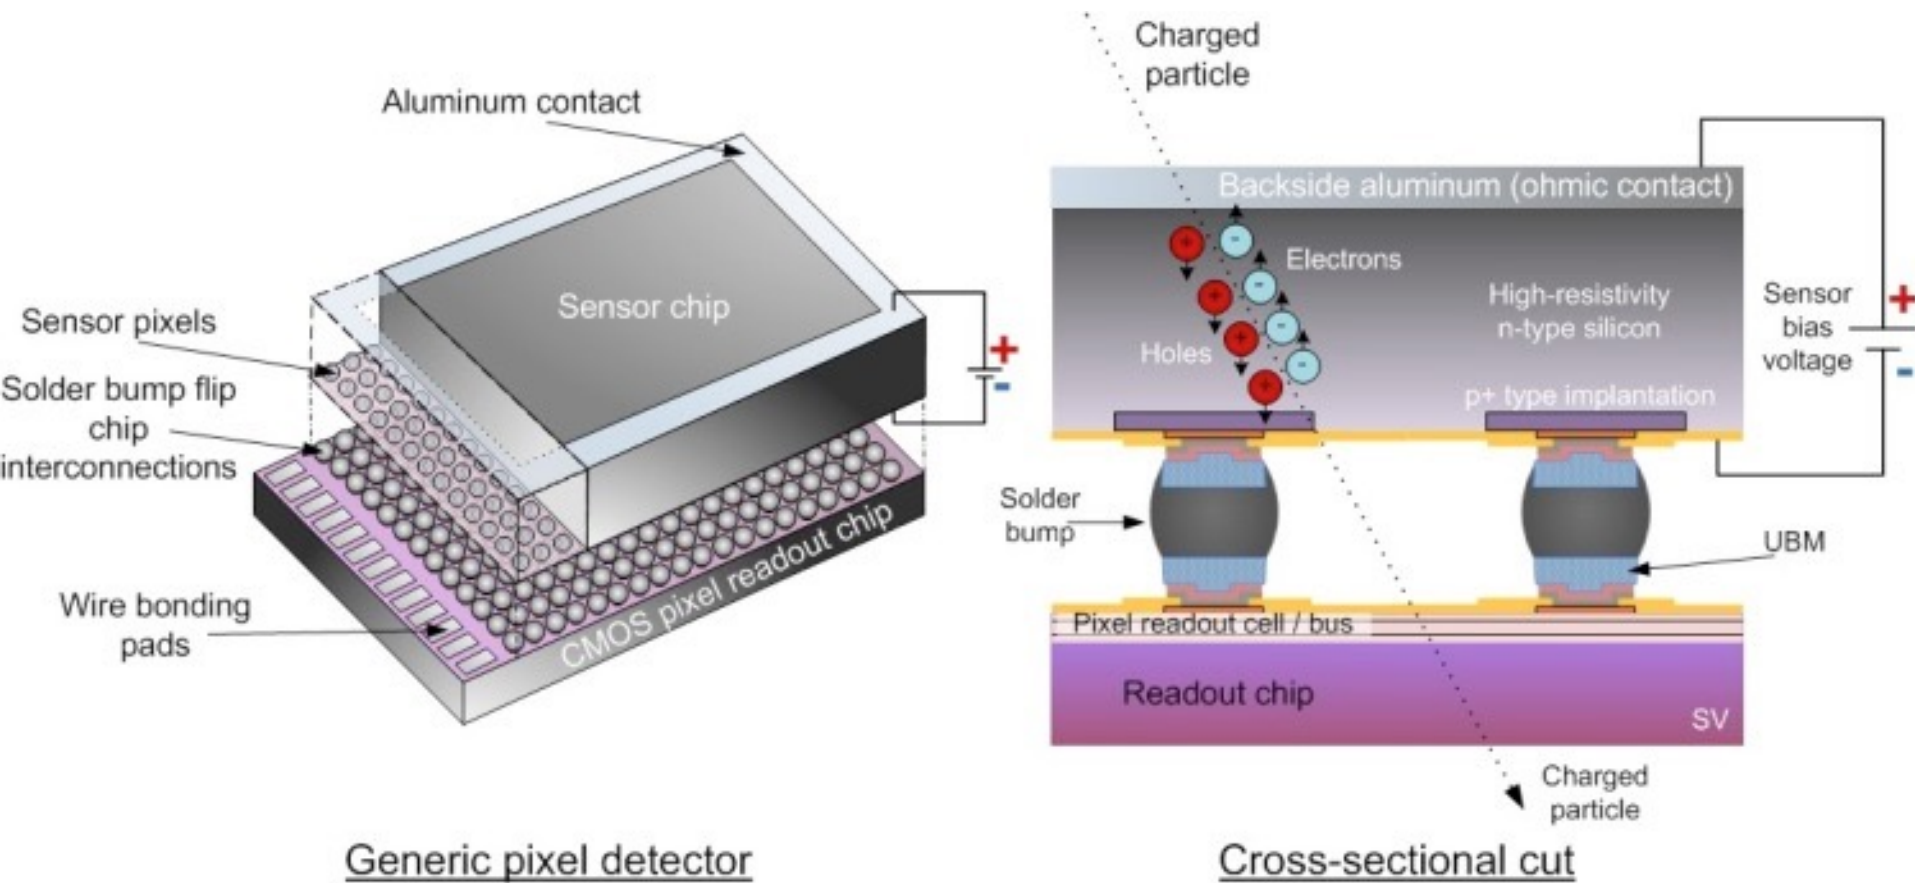 Aluminum contact
Sensor chip
Sensor pixels
Solder bump flip
chip
interconnections
Wire bonding
pads
CMOS pixel readout chip
+
-
Generic pixel detector
Charged
particle
Backside aluminum (ohmic contact)
+
-
Electrons
+
-
Holes
+
-
+
-
High-resistivity
n-type silicon
p+ type implantation
Sensor
bias
voltage
+
-
Solder
bump
UBM
Pixel readout cell / bus
Readout chip
SV
Charged
particle
Cross-sectional cut